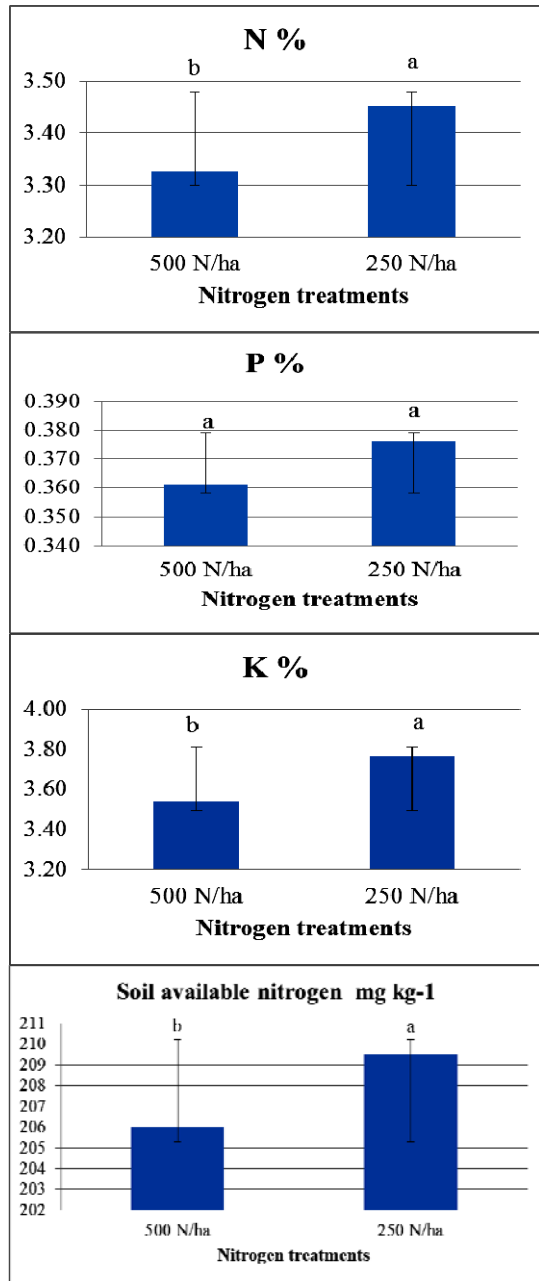 N %
b a
3.50
3.40
3.30
3.20
500 N/ha 250 N/ha
Nitrogen treatments
P %
0.390
0.380
0.370
0.360
0.350
0.340
a a
500 N/ha 250 N/ha
Nitrogen treatments
K %
4.00
3.80
3.60
3.40
3.20
b a
500 N/ha 250 N/ha
Nitrogen treatments
Soil available nitrogen mg kg-1
211
210
209
208
207
206
205
204
203
202
b a
500 N/ha 250 N/ha
Nitrogen treatments